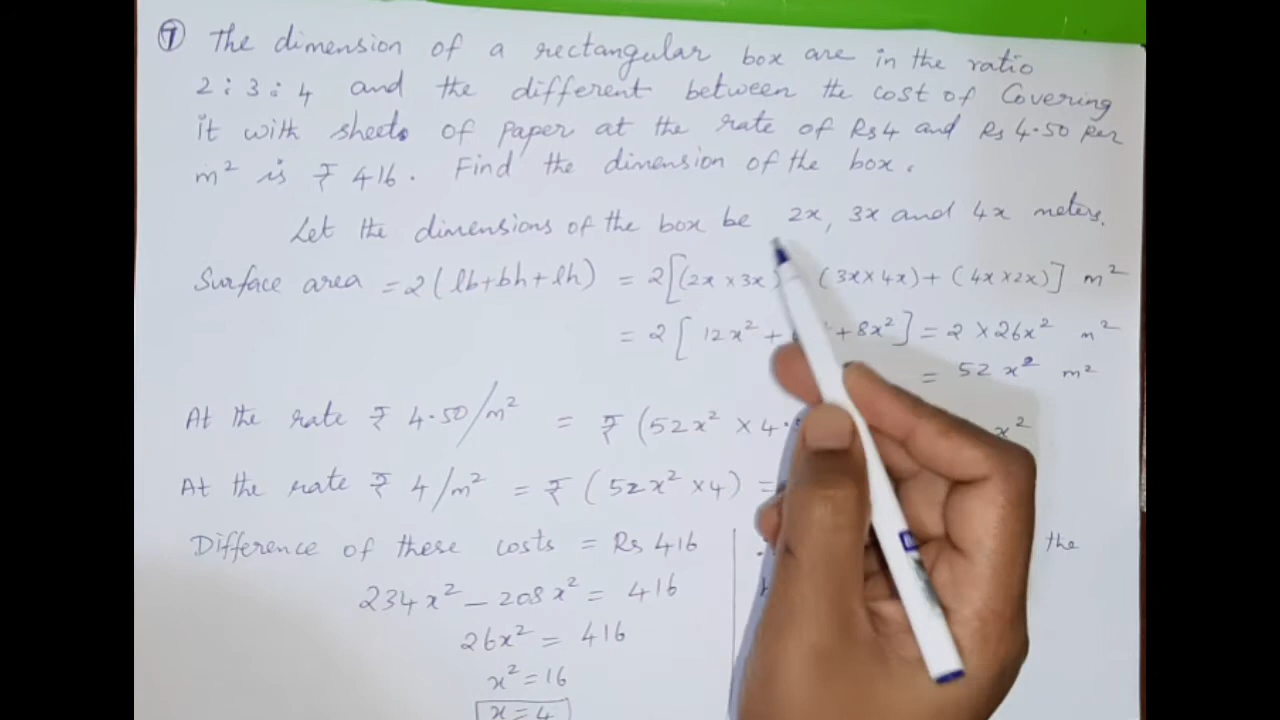 7 The dimension of a rectangular box are in the ratio
2 : 3 : 4 and the different between the cost of Covering
it with sheets of paper at the rate of Rs 4 and Rs 4.50 per
m² is ₹ 416. Find the dimension of the box.
Let the dimensions of the box be 2x, 3x and 4x meters.
Surface area = 2(lb+bh+lh) = 2[(2x×3x) (3x×4x)+(4x×2x)] m²
= 2[12x²+ +8x²] = 2×26x² m²
= 52x² m²
At the rate ₹ 4.50/m² = ₹ (52x² × 4. x²
At the rate ₹ 4/m² = ₹ (52x²×4) =
Difference of these costs = Rs 416
the
234x² – 208x² = 416
26x² = 416
x² = 16
x = 4